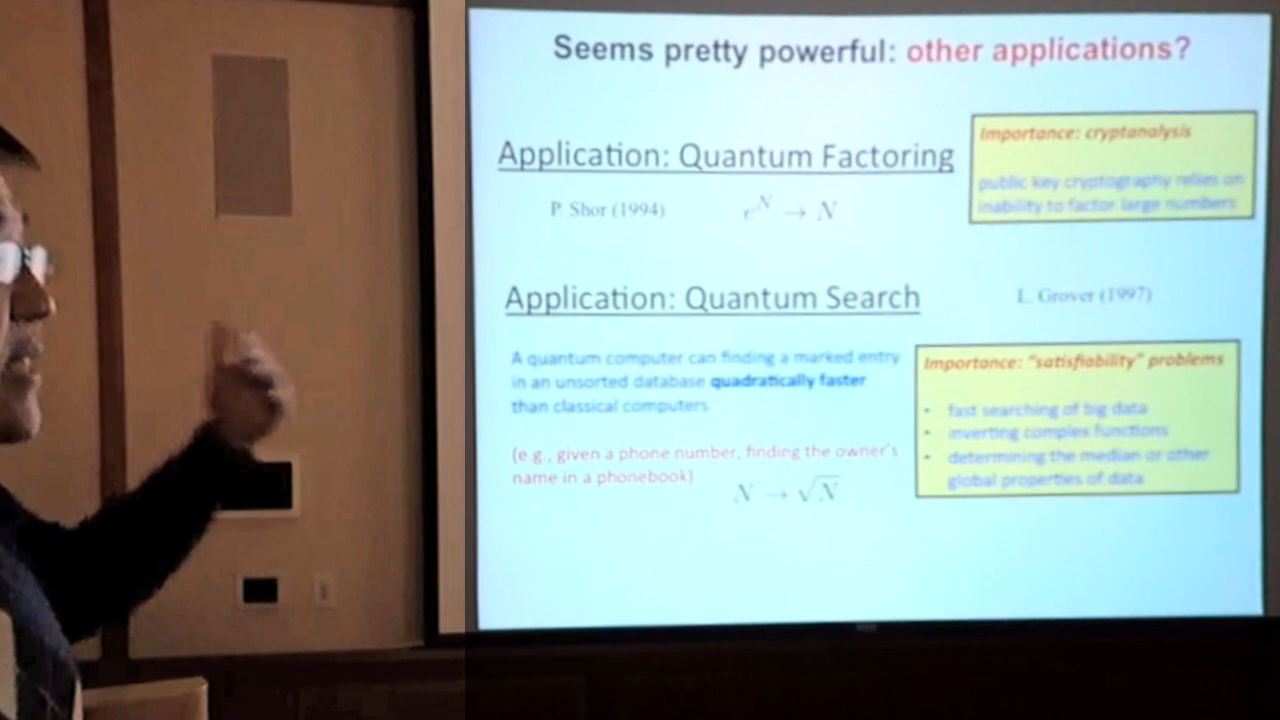 Seems pretty powerful: other applications?
Application: Quantum Factoring
P. Shor (1994)
e^N → N
Importance: cryptanalysis
public key cryptography relies on
inability to factor large numbers
Application: Quantum Search
L. Grover (1997)
A quantum computer can finding a marked entry
in an unsorted database quadratically faster
than classical computers
(e.g., given a phone number, finding the owner's
name in a phonebook)
N → √N
Importance: "satisfiability" problems
• fast searching of big data
• inverting complex functions
• determining the median or other
global properties of data